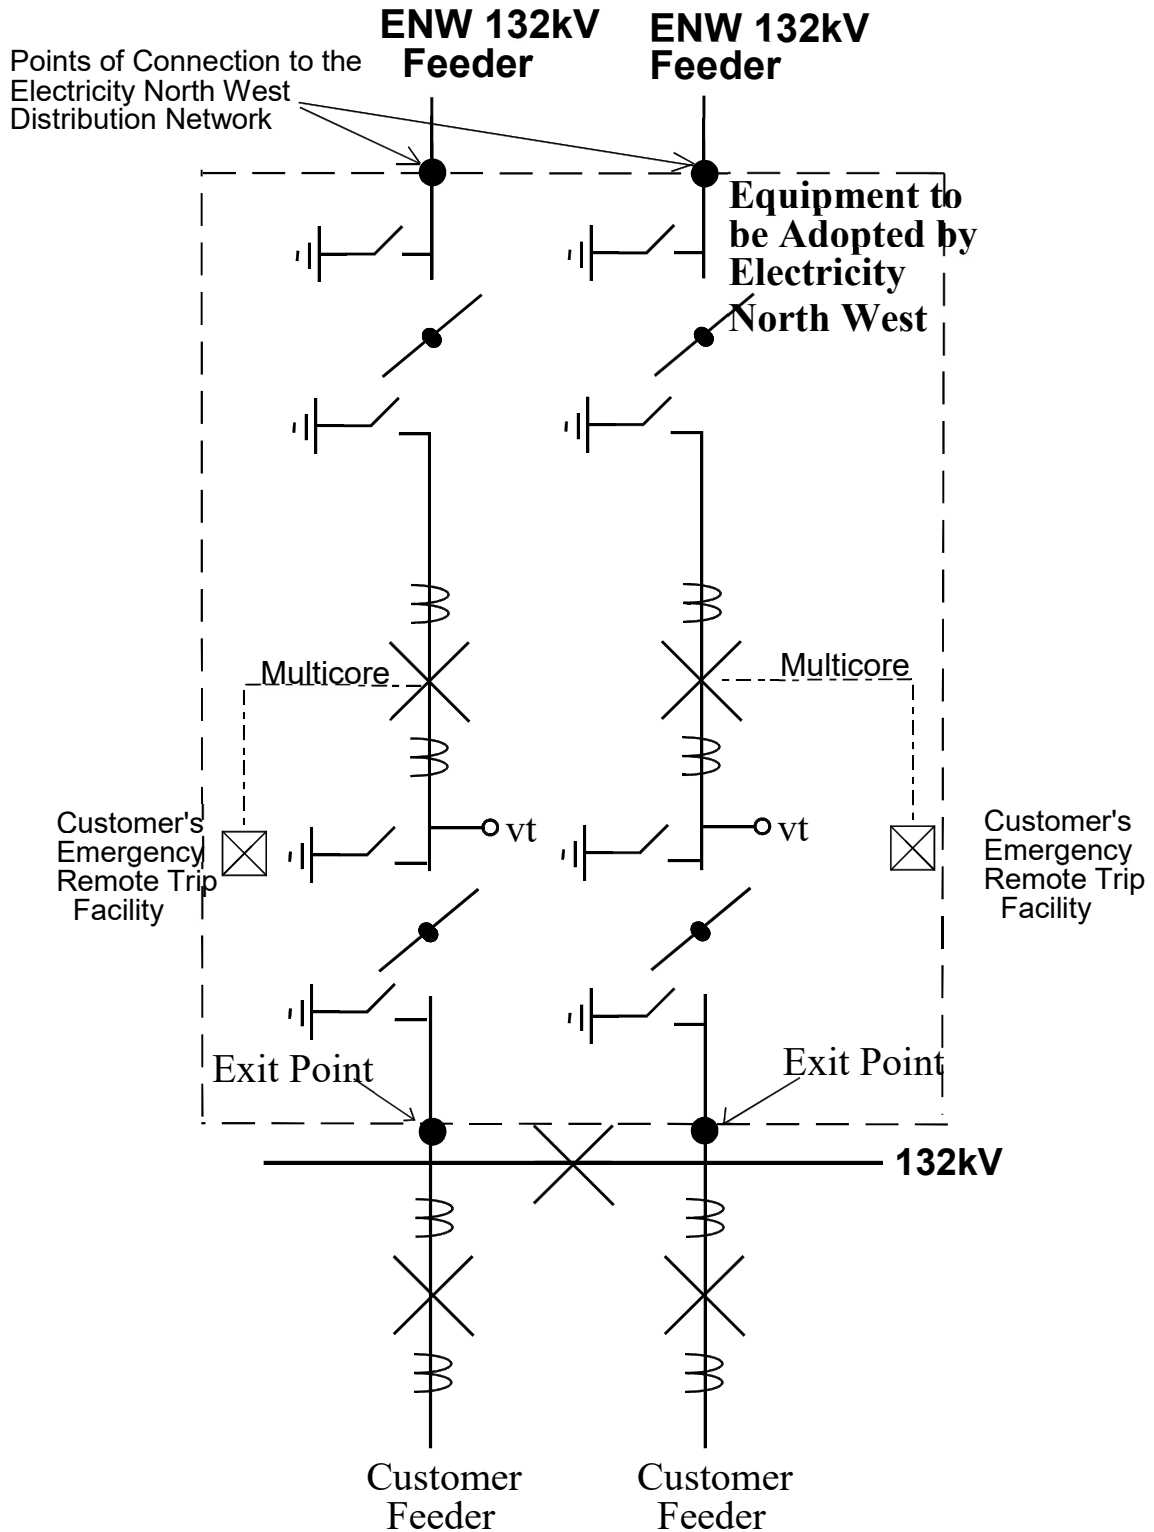 ENW 132kV
Feeder
ENW 132kV
Feeder
Points of Connection to the
Electricity North West
Distribution Network
Equipment to
be Adopted by
Electricity
North West
Multicore
Multicore
vt
vt
Customer's
Emergency
Remote Trip
Facility
Customer's
Emergency
Remote Trip
Facility
Exit Point
Exit Point
132kV
Customer
Feeder
Customer
Feeder